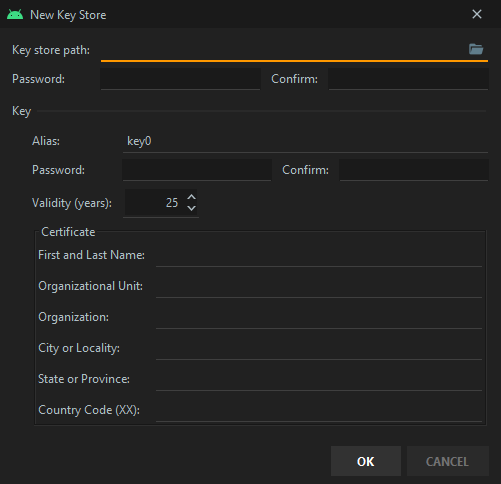 New Key Store
Key store path:
Password: Confirm:
Key
Alias: key0
Password: Confirm:
Validity (years): 25
Certificate
First and Last Name:
Organizational Unit:
Organization:
City or Locality:
State or Province:
Country Code (XX):
OK CANCEL